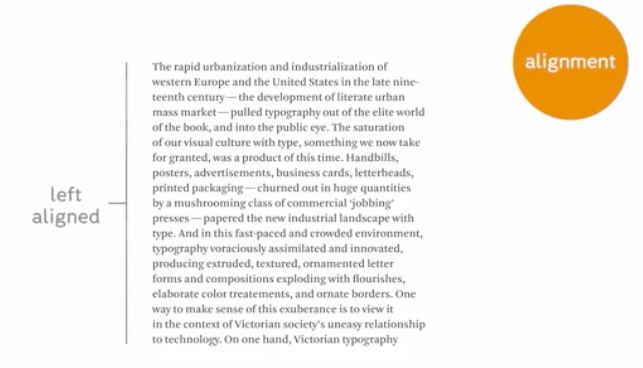 alignment
left
aligned
The rapid urbanization and industrialization of
western Europe and the United States in the late nine-
teenth century — the development of literate urban
mass market — pulled typography out of the elite world
of the book, and into the public eye. The saturation
of our visual culture with type, something we now take
for granted, was a product of this time. Handbills,
posters, advertisements, business cards, letterheads,
printed packaging — churned out in huge quantities
by a mushrooming class of commercial ‘jobbing’
presses — papered the new industrial landscape with
type. And in this fast-paced and crowded environment,
typography voraciously assimilated and innovated,
producing extruded, textured, ornamented letter
forms and compositions exploding with flourishes,
elaborate color treatements, and ornate borders. One
way to make sense of this exuberance is to view it
in the context of Victorian society’s uneasy relationship
to technology. On one hand, Victorian typography